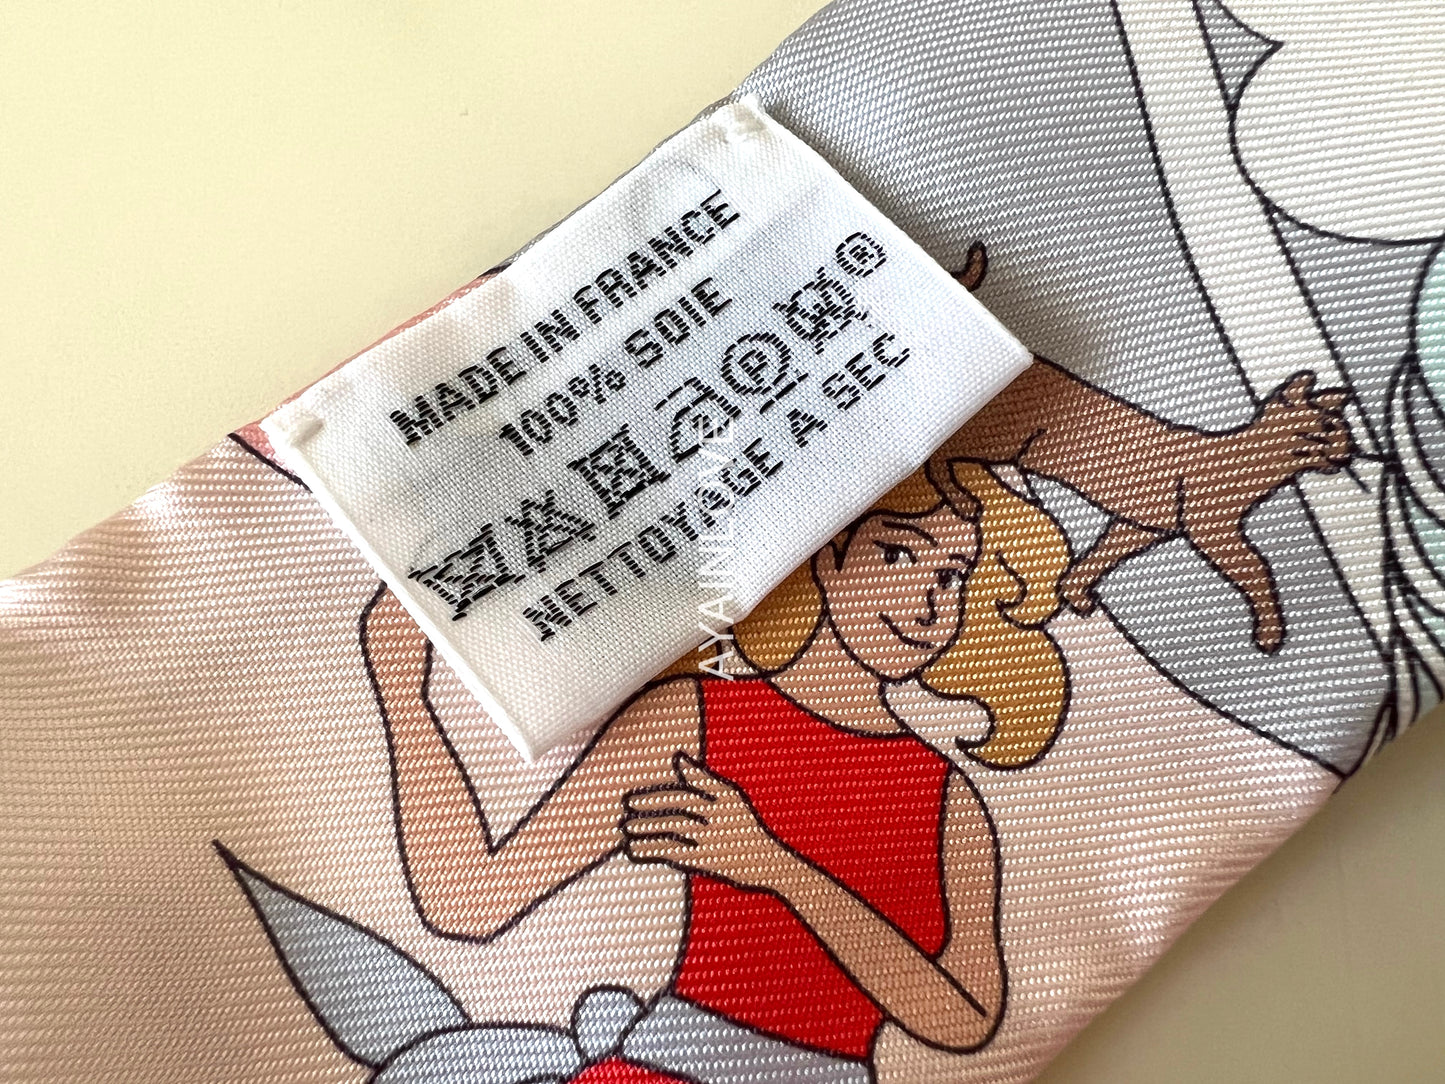 MADE IN FRANCE
100% SOIE
P W ®
NETTOYAGE A SEC
AYAINLOVE